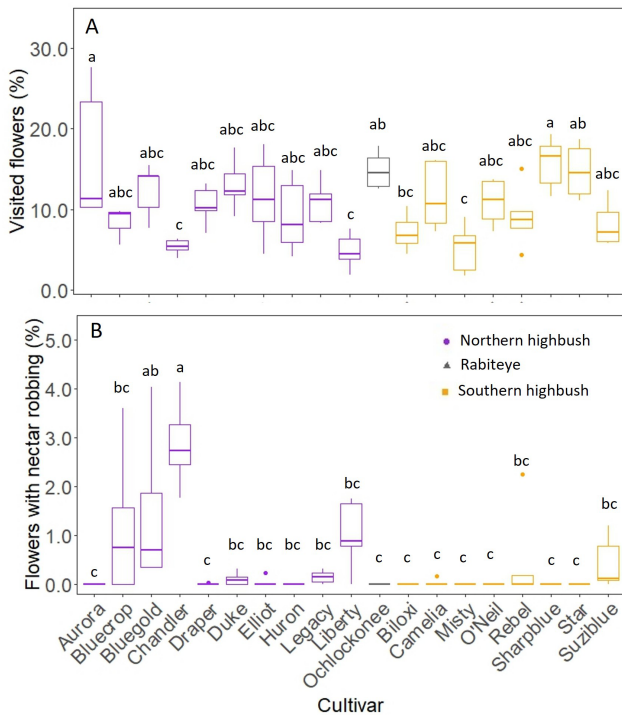 A
Visited flowers (%)
30.0
20.0
10.0
0.0
a
abc
abc
c
abc
abc
abc
abc
abc
c
ab
bc
abc
c
abc
abc
a
ab
abc
B
Flowers with nectar robbing (%)
5.0
4.0
3.0
2.0
1.0
0.0
Northern highbush
Rabiteye
Southern highbush
c
bc
ab
a
c
bc
bc
bc
bc
bc
c
c
c
c
c
bc
c
c
bc
Aurora
Bluecrop
Bluegold
Chandler
Draper
Duke
Elliot
Huron
Legacy
Liberty
Ochlockonee
Biloxi
Camelia
Misty
O'Neil
Rebel
Sharpblue
Star
Suziblue
Cultivar